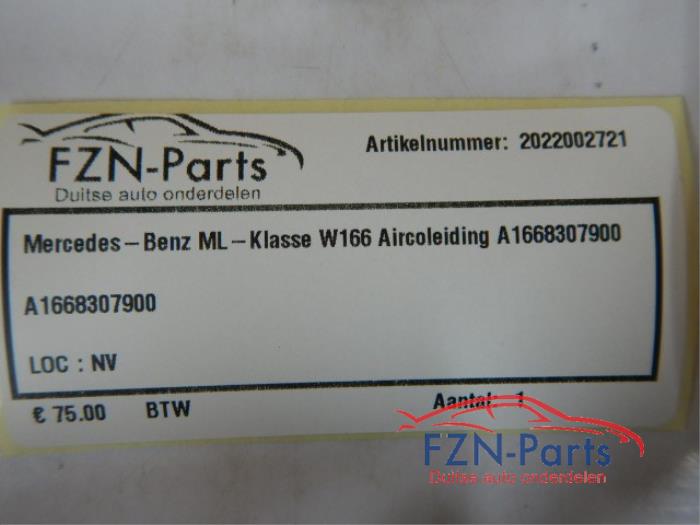 FZN-Parts
Duitse auto onderdelen
Artikelnummer: 2022002721
Mercedes-Benz ML-Klasse W166 Aircoleiding A1668307900
A1668307900
LOC : NV
€ 75.00 BTW Aantal: 1
FZN-Parts
Duitse auto onderdelen